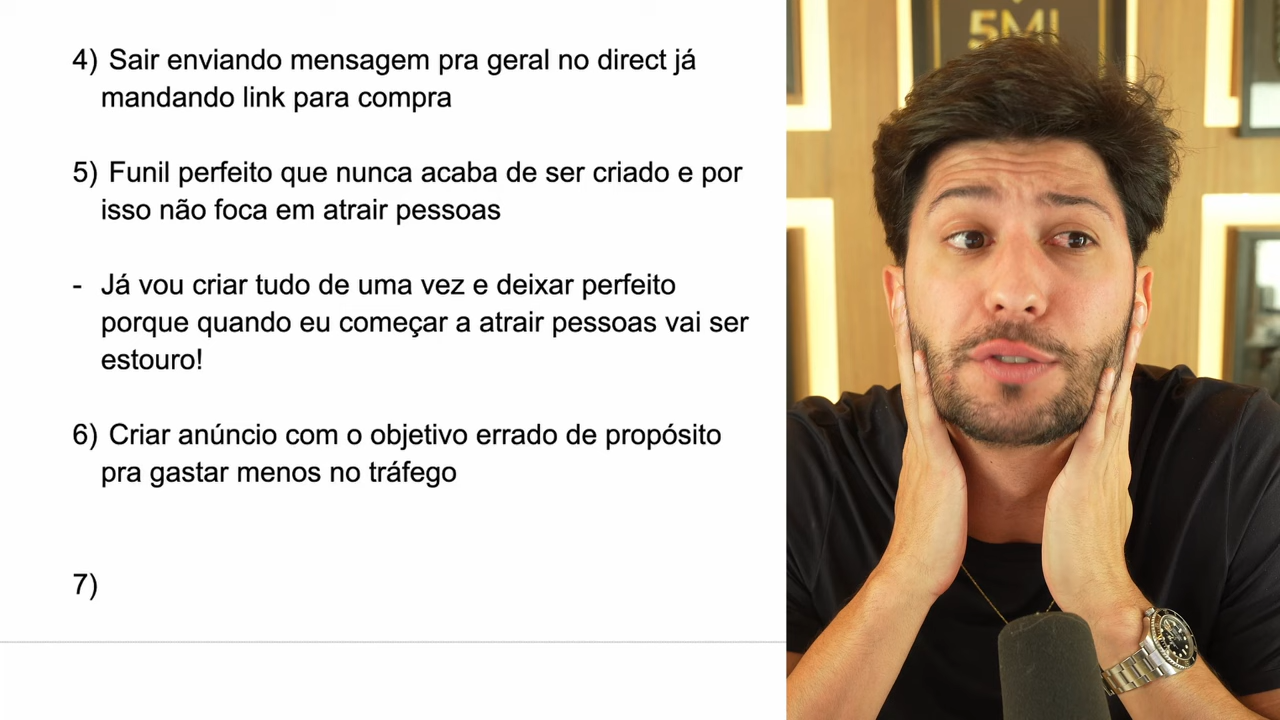 5MI
4) Sair enviando mensagem pra geral no direct já
mandando link para compra
5) Funil perfeito que nunca acaba de ser criado e por
isso não foca em atrair pessoas
- Já vou criar tudo de uma vez e deixar perfeito
porque quando eu começar a atrair pessoas vai ser
estouro!
6) Criar anúncio com o objetivo errado de propósito
pra gastar menos no tráfego
7)